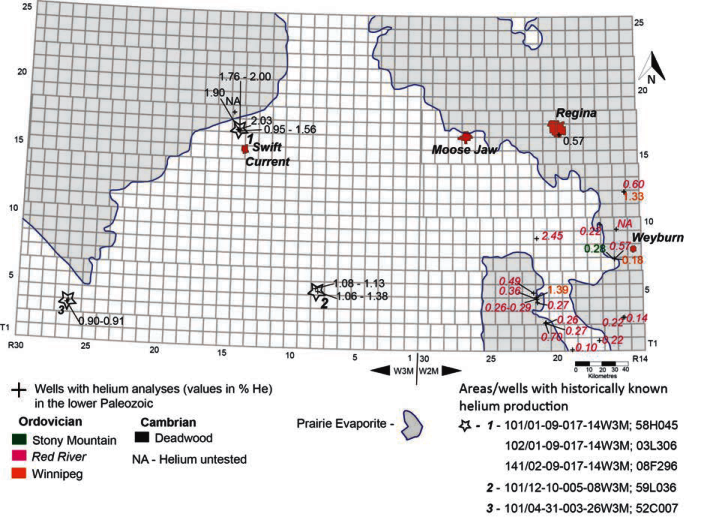 25
25
20
20
15
15
10
10
5
5
T1
T1
R30
25
20
15
10
5
1
30
25
20
R14
W3M
W2M
N
10 0 10 20 30 40
Kilometres
1.76 - 2.00
1.90
NA
2.03
0.95 - 1.56
1
Swift
Current
Moose Jaw
Regina
0.57
0.60
1.33
NA
0.22
Weyburn
0.28
0.57
0.18
2.45
0.49
0.36
1.39
0.26-0.29
0.27
0.26
0.27
0.70
0.10
0.22
0.22
0.14
1.08 - 1.13
1.06 - 1.38
2
3
0.90-0.91
Wells with helium analyses (values in % He)
in the lower Paleozoic
Ordovician
Stony Mountain
Red River
Winnipeg
Cambrian
Deadwood
NA - Helium untested
Prairie Evaporite -
Areas/wells with historically known
helium production
- 1 - 101/01-09-017-14W3M; 58H045
102/01-09-017-14W3M; 03L306
141/02-09-017-14W3M; 08F296
2 - 101/12-10-005-08W3M; 59L036
3 - 101/04-31-003-26W3M; 52C007